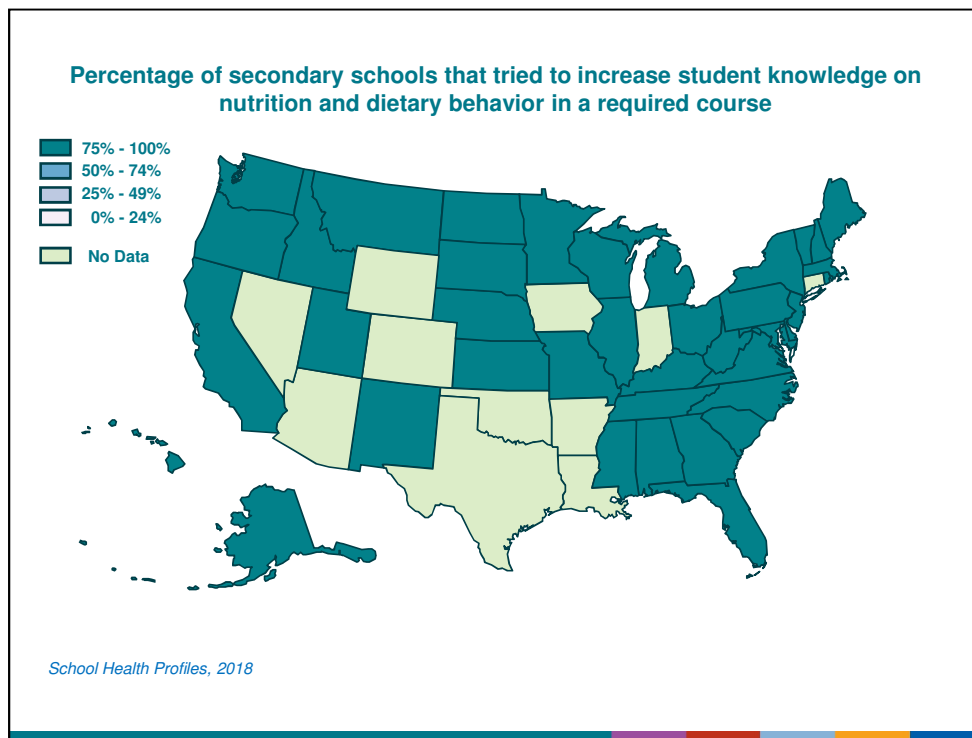 Percentage of secondary schools that tried to increase student knowledge on
nutrition and dietary behavior in a required course
75% - 100%
50% - 74%
25% - 49%
0% - 24%
No Data
School Health Profiles, 2018